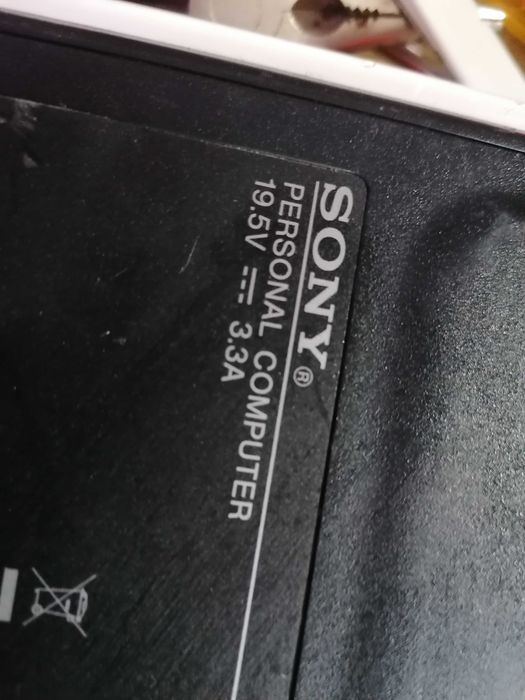 SONY®
PERSONAL COMPUTER
19.5V ⎓ 3.3A